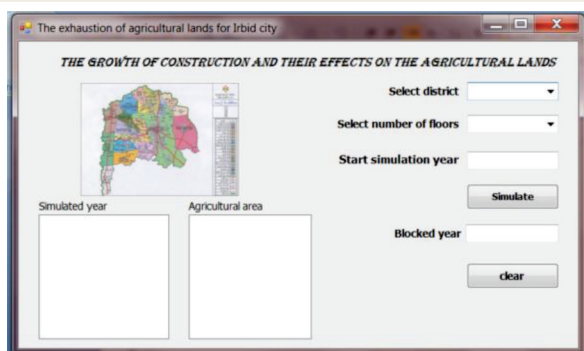 The exhaustion of agricultural lands for Irbid city
THE GROWTH OF CONSTRUCTION AND THEIR EFFECTS ON THE AGRICULTURAL LANDS
Select district
Select number of floors
Start simulation year
Simulate
Simulated year
Agricultural area
Blocked year
clear